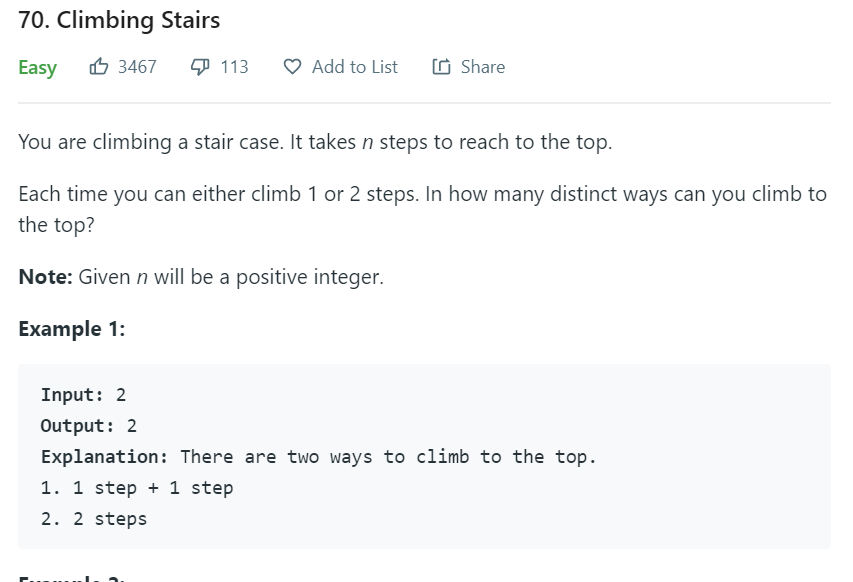 70. Climbing Stairs
Easy 3467 113 Add to List Share
You are climbing a stair case. It takes n steps to reach to the top.
Each time you can either climb 1 or 2 steps. In how many distinct ways can you climb to
the top?
Note: Given n will be a positive integer.
Example 1:
Input: 2
Output: 2
Explanation: There are two ways to climb to the top.
1. 1 step + 1 step
2. 2 steps